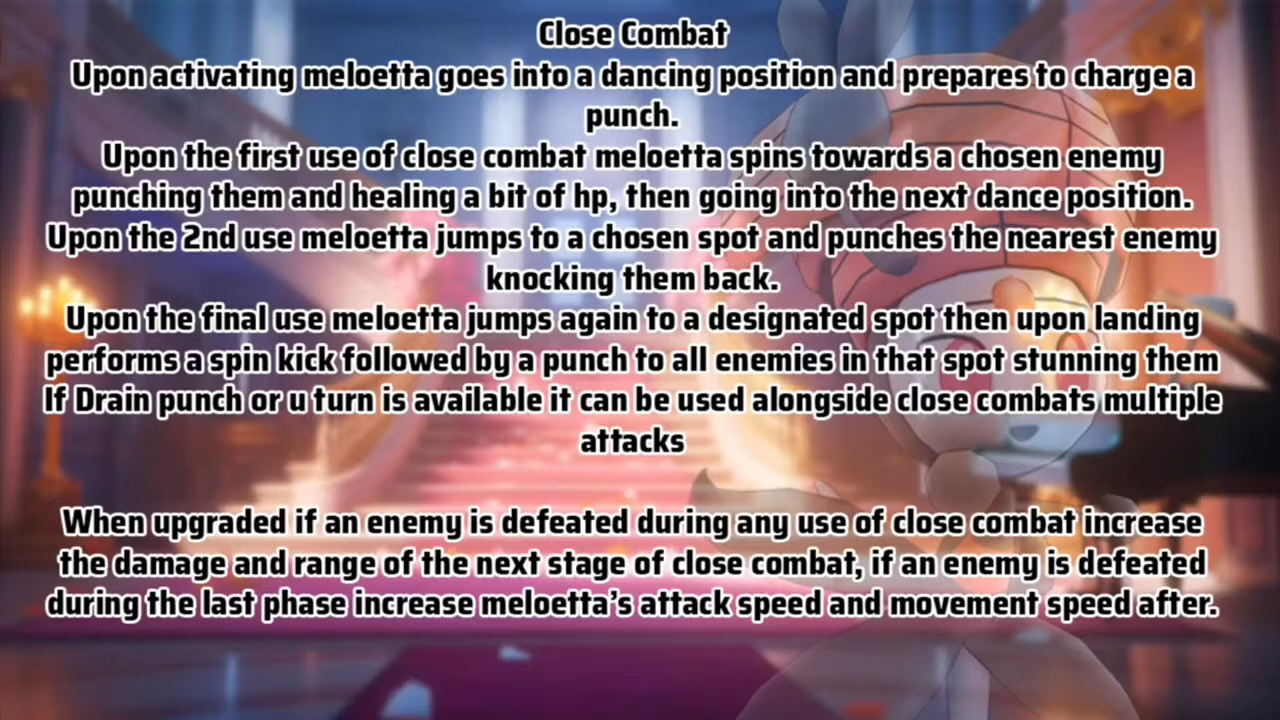 Close Combat
Upon activating meloetta goes into a dancing position and prepares to charge a
punch.
Upon the first use of close combat meloetta spins towards a chosen enemy
punching them and healing a bit of hp, then going into the next dance position.
Upon the 2nd use meloetta jumps to a chosen spot and punches the nearest enemy
knocking them back.
Upon the final use meloetta jumps again to a designated spot then upon landing
performs a spin kick followed by a punch to all enemies in that spot stunning them
If Drain punch or u turn is available it can be used alongside close combats multiple
attacks
When upgraded if an enemy is defeated during any use of close combat increase
the damage and range of the next stage of close combat, if an enemy is defeated
during the last phase increase meloetta's attack speed and movement speed after.